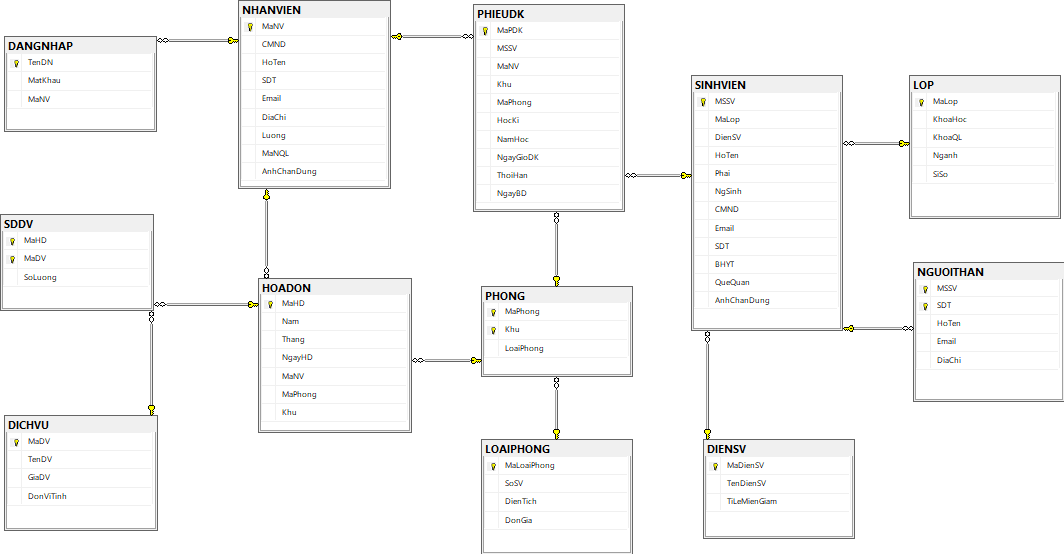 DANGNHAP
TenDN
MatKhau
MaNV
NHANVIEN
MaNV
CMND
HoTen
SDT
Email
DiaChi
Luong
MaNQL
AnhChanDung
PHIEUDK
MaPDK
MSSV
MaNV
Khu
MaPhong
HocKi
NamHoc
NgayGioDK
ThoiHan
NgayBD
SINHVIEN
MSSV
MaLop
DienSV
HoTen
Phai
NgSinh
CMND
Email
SDT
BHYT
QueQuan
AnhChanDung
LOP
MaLop
KhoaHoc
KhoaQL
Nganh
SiSo
SDDV
MaHD
MaDV
SoLuong
HOADON
MaHD
Nam
Thang
NgayHD
MaNV
MaPhong
Khu
PHONG
MaPhong
Khu
LoaiPhong
NGUOITHAN
MSSV
SDT
HoTen
Email
DiaChi
DICHVU
MaDV
TenDV
GiaDV
DonViTinh
LOAIPHONG
MaLoaiPhong
SoSV
DienTich
DonGia
DIENSV
MaDienSV
TenDienSV
TiLeMienGiam